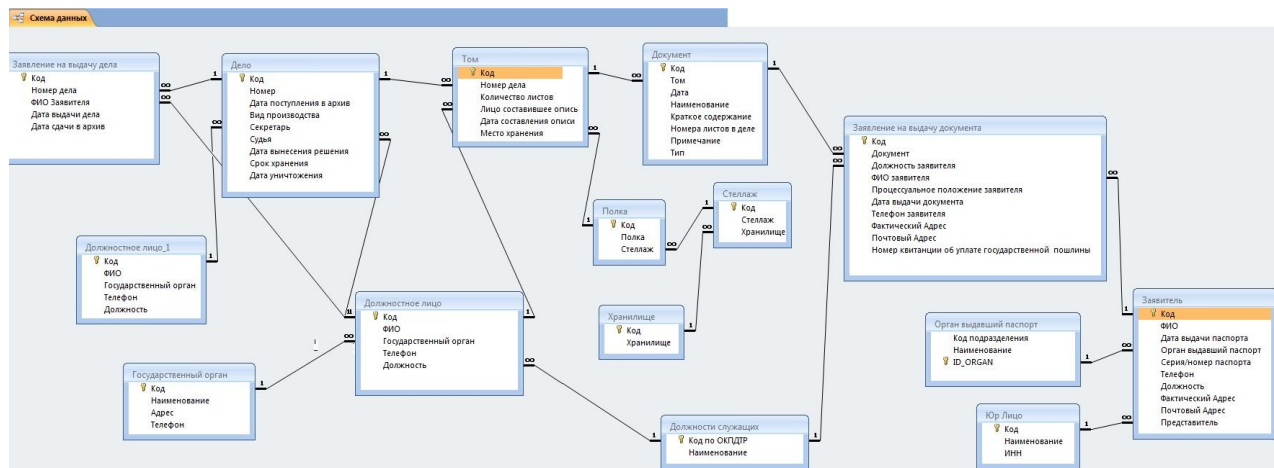 Схема данных
Заявление на выдачу дела
Код
Номер дела
ФИО Заявителя
Дата выдачи дела
Дата сдачи в архив
Дело
Код
Номер
Дата поступления в архив
Вид производства
Секретарь
Судья
Дата вынесения решения
Срок хранения
Дата уничтожения
Том
Код
Номер дела
Количество листов
Лицо составившее опись
Дата составления описи
Место хранения
Документ
Код
Том
Дата
Наименование
Краткое содержание
Номера листов в деле
Примечание
Тип
Заявление на выдачу документа
Код
Документ
Должность заявителя
ФИО заявителя
Процессуальное положение заявителя
Дата выдачи документа
Телефон заявителя
Фактический Адрес
Почтовый Адрес
Номер квитанции об уплате государственной пошлины
Стеллаж
Код
Стеллаж
Хранилище
Полка
Код
Полка
Стеллаж
Должностное лицо_1
Код
ФИО
Государственный орган
Телефон
Должность
Должностное лицо
Код
ФИО
Государственный орган
Телефон
Должность
Хранилище
Код
Хранилище
Заявитель
Код
ФИО
Дата выдачи паспорта
Орган выдавший паспорт
Серия/номер паспорта
Телефон
Должность
Фактический Адрес
Почтовый Адрес
Представитель
Орган выдавший паспорт
Код подразделения
Наименование
ID_ORGAN
Государственный орган
Код
Наименование
Адрес
Телефон
Юр Лицо
Код
Наименование
ИНН
Должности служащих
Код по ОКПДТР
Наименование